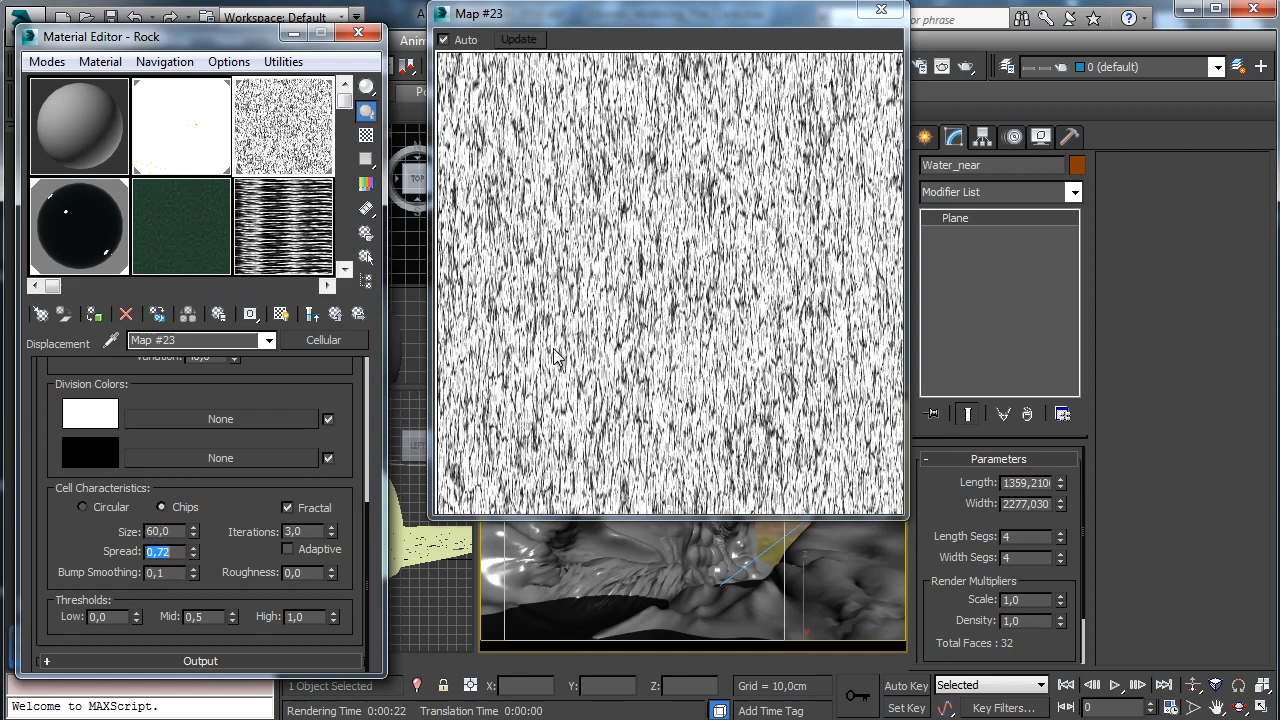 Workspace: Default
or phrase
Material Editor - Rock
Modes Material Navigation Options Utilities
Map #23
Auto Update
0 (default)
TOP
LEFT
Displacement Map #23 Cellular
Division Colors:
None
None
Cell Characteristics:
Circular Chips Fractal
Size: 60,0 Iterations: 3,0
Spread: 0,72 Adaptive
Bump Smoothing: 0,1 Roughness: 0,0
Thresholds:
Low: 0,0 Mid: 0,5 High: 1,0
+ Output
Water_near
Modifier List
Plane
- Parameters
Length: 1359,210
Width: 2277,030
Length Segs: 4
Width Segs: 4
Render Multipliers
Scale: 1,0
Density: 1,0
Total Faces : 32
1 Object Selected X: Y: Z: Grid = 10,0cm Auto Key Selected
Welcome to MAXScript. Rendering Time 0:00:22 Translation Time 0:00:00 Add Time Tag Set Key Key Filters... 0